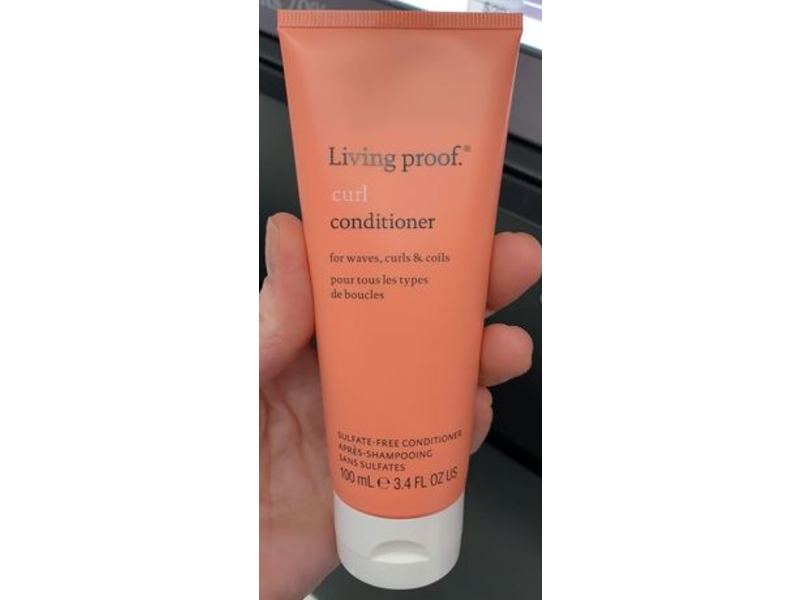 Living proof.®
curl
conditioner
for waves, curls & coils
pour tous les types
de boucles
SULFATE-FREE CONDITIONER
APRÈS-SHAMPOOING
SANS SULFATES
100 mL ℮ 3.4 FL OZ US